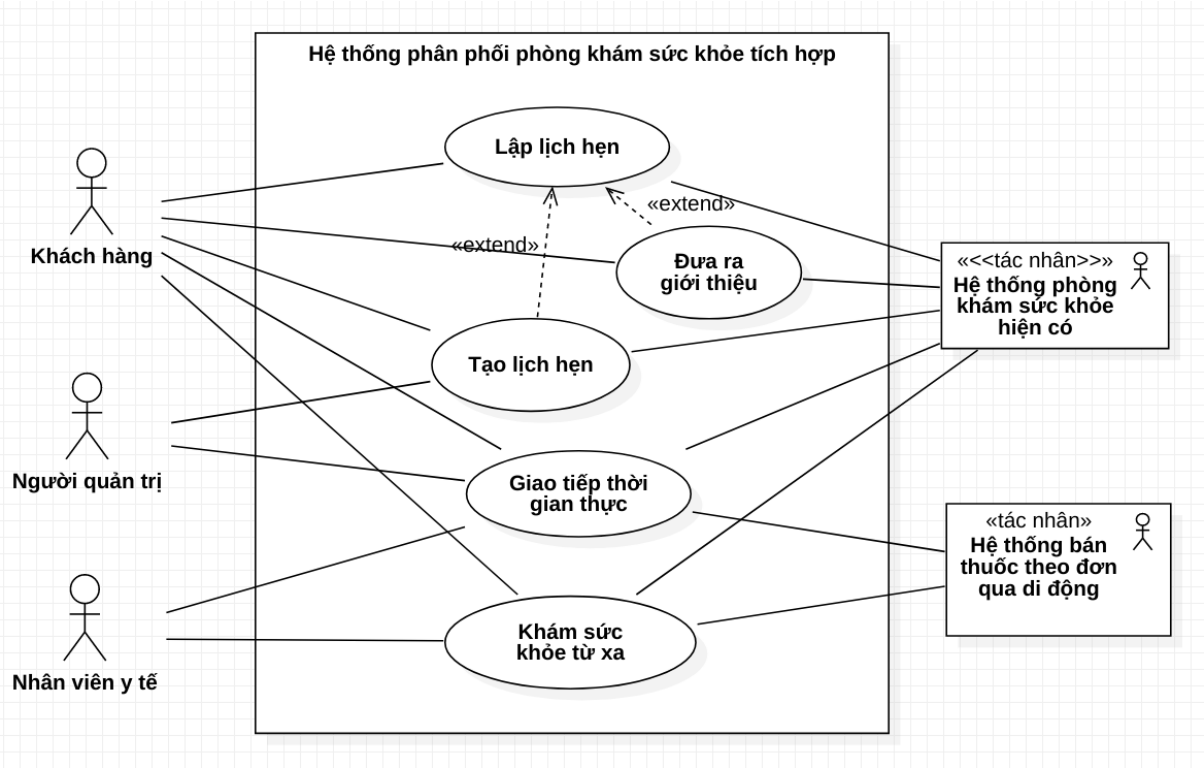 Hệ thống phân phối phòng khám sức khỏe tích hợp
Lập lịch hẹn
«extend»
«extend»
Khách hàng
Đưa ra
giới thiệu
«<<tác nhân>>»
Hệ thống phòng
khám sức khỏe
hiện có
Tạo lịch hẹn
Người quản trị
Giao tiếp thời
gian thực
«tác nhân»
Hệ thống bán
thuốc theo đơn
qua di động
Khám sức
khỏe từ xa
Nhân viên y tế